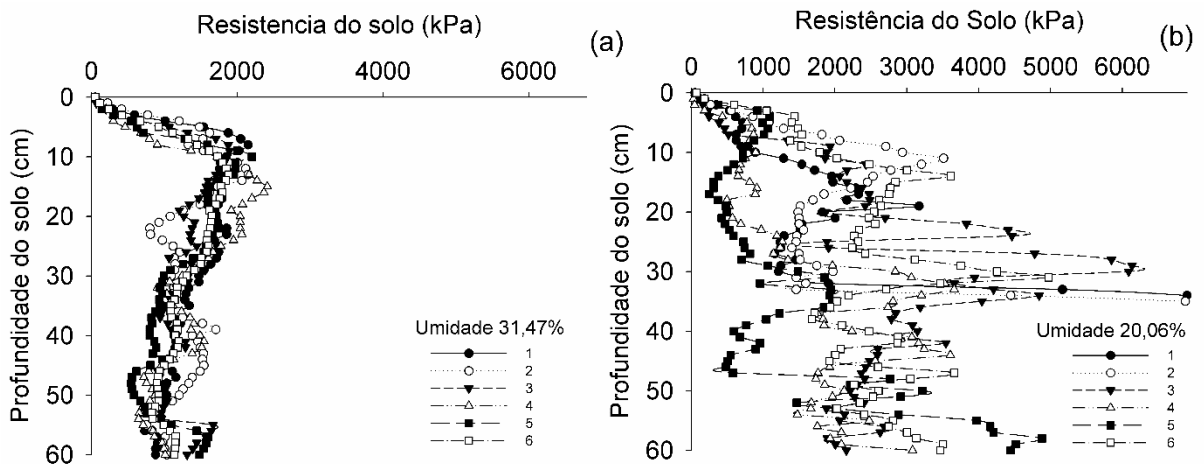 Resistencia do solo (kPa)
(a)
0 2000 4000 6000
Profundidade do solo (cm)
0
10
20
30
40
50
60
Umidade 31,47%
1
2
3
4
5
6
Resistência do Solo (kPa)
(b)
0 1000 2000 3000 4000 5000 6000
Profundidade do solo (cm)
0
10
20
30
40
50
60
Umidade 20,06%
1
2
3
4
5
6